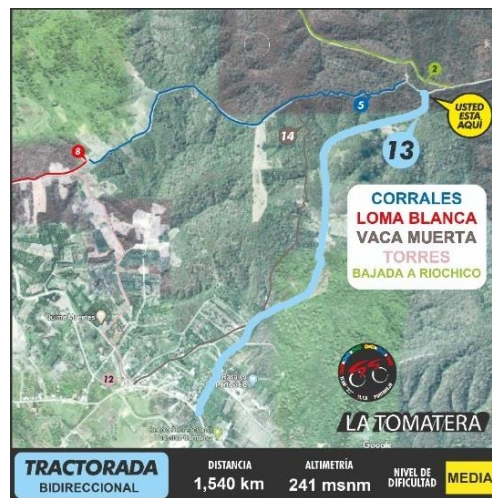 2
5
USTED
ESTA
AQUÍ
8
14
13
CORRALES
LOMA BLANCA
VACA MUERTA
TORRES
BAJADA A RIOCHICO
12
LA TOMATERA
Google
TRACTORADA
BIDIRECCIONAL
DISTANCIA
1,540 km
ALTIMETRÍA
241 msnm
NIVEL DE
DIFICULTAD
MEDIA